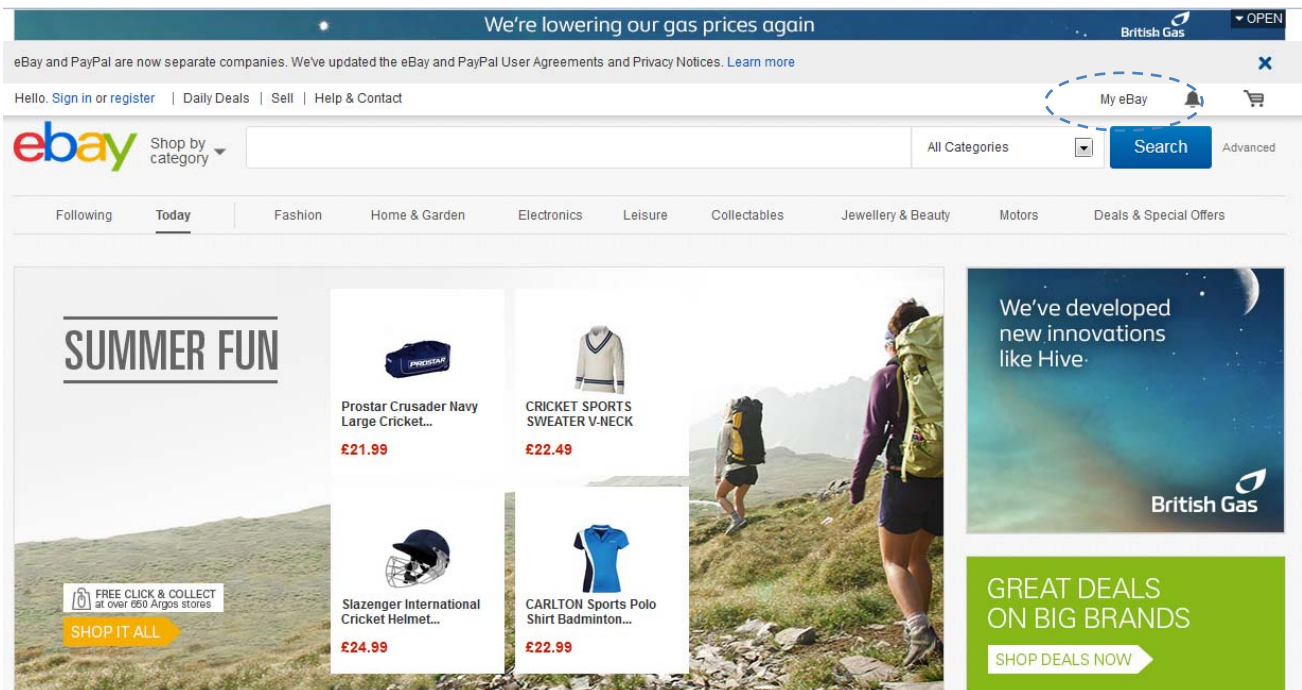 We're lowering our gas prices again
British Gas
OPEN
eBay and PayPal are now separate companies. We've updated the eBay and PayPal User Agreements and Privacy Notices. Learn more
Hello. Sign in or register | Daily Deals | Sell | Help & Contact
My eBay
ebay
Shop by
category
All Categories
Search
Advanced
Following Today Fashion Home & Garden Electronics Leisure Collectables Jewellery & Beauty Motors Deals & Special Offers
SUMMER FUN
FREE CLICK & COLLECT
at over 650 Argos stores
SHOP IT ALL
PROSTAR
Prostar Crusader Navy
Large Cricket...
£21.99
CRICKET SPORTS
SWEATER V-NECK
£22.49
Slazenger International
Cricket Helmet...
£24.99
CARLTON Sports Polo
Shirt Badminton...
£22.99
We've developed
new innovations
like Hive.
British Gas
GREAT DEALS
ON BIG BRANDS
SHOP DEALS NOW